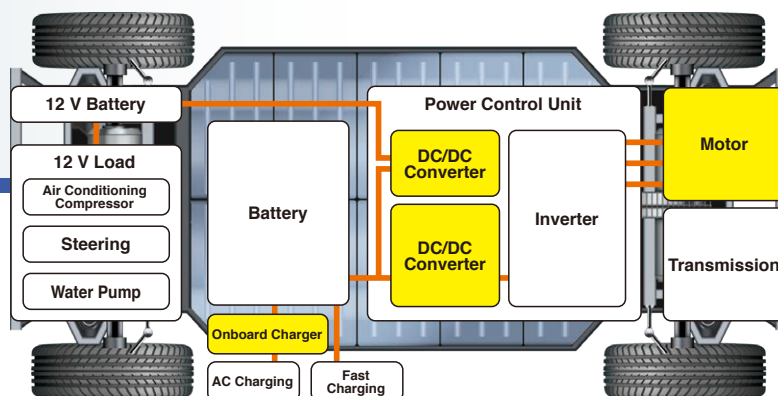 12 V Battery
12 V Load
Air Conditioning
Compressor
Steering
Water Pump
Battery
Onboard Charger
AC Charging
Fast
Charging
Power Control Unit
DC/DC
Converter
DC/DC
Converter
Inverter
Motor
Transmission